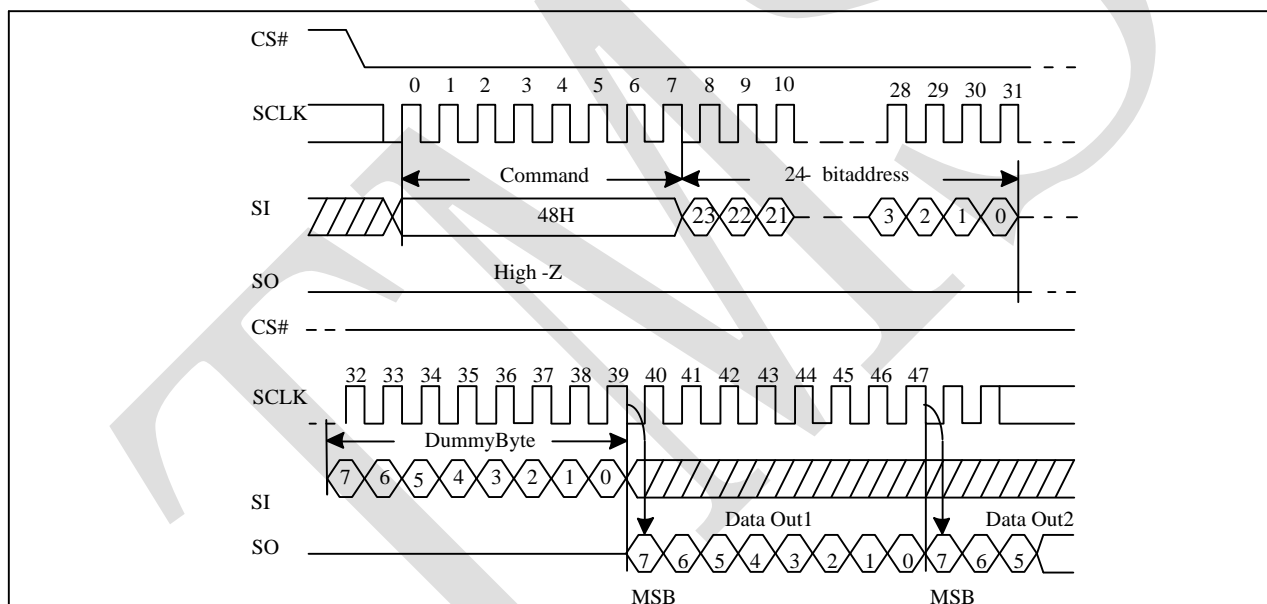 CS#
0 1 2 3 4 5 6 7 8 9 10 28 29 30 31
SCLK
Command 24- bitaddress
SI 48H 23 22 21 3 2 1 0
High -Z
SO
CS#
32 33 34 35 36 37 38 39 40 41 42 43 44 45 46 47
SCLK
DummyByte
7 6 5 4 3 2 1 0
SI
Data Out1 Data Out2
SO 7 6 5 4 3 2 1 0 7 6 5
MSB MSB